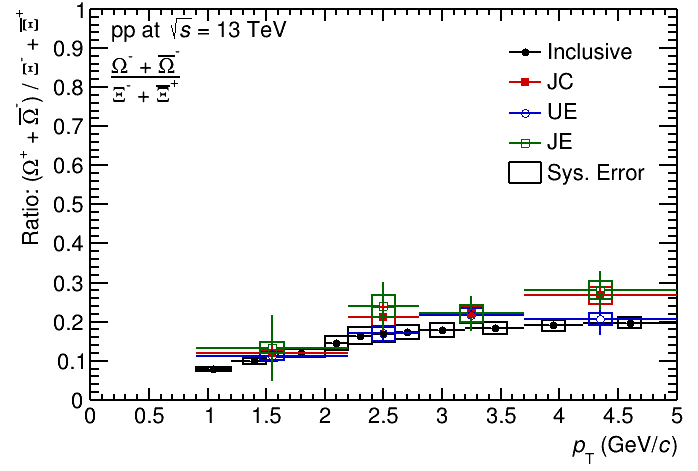 Ratio: (Ω⁺ + Ω̅⁻) / Ξ⁻ + Ξ̅⁺
pp at √s = 13 TeV
Ω⁻ + Ω̅⁻
Ξ⁻ + Ξ̅⁺
Inclusive
JC
UE
JE
Sys. Error
1
0.9
0.8
0.7
0.6
0.5
0.4
0.3
0.2
0.1
0
0 0.5 1 1.5 2 2.5 3 3.5 4 4.5 5
p_T (GeV/c)